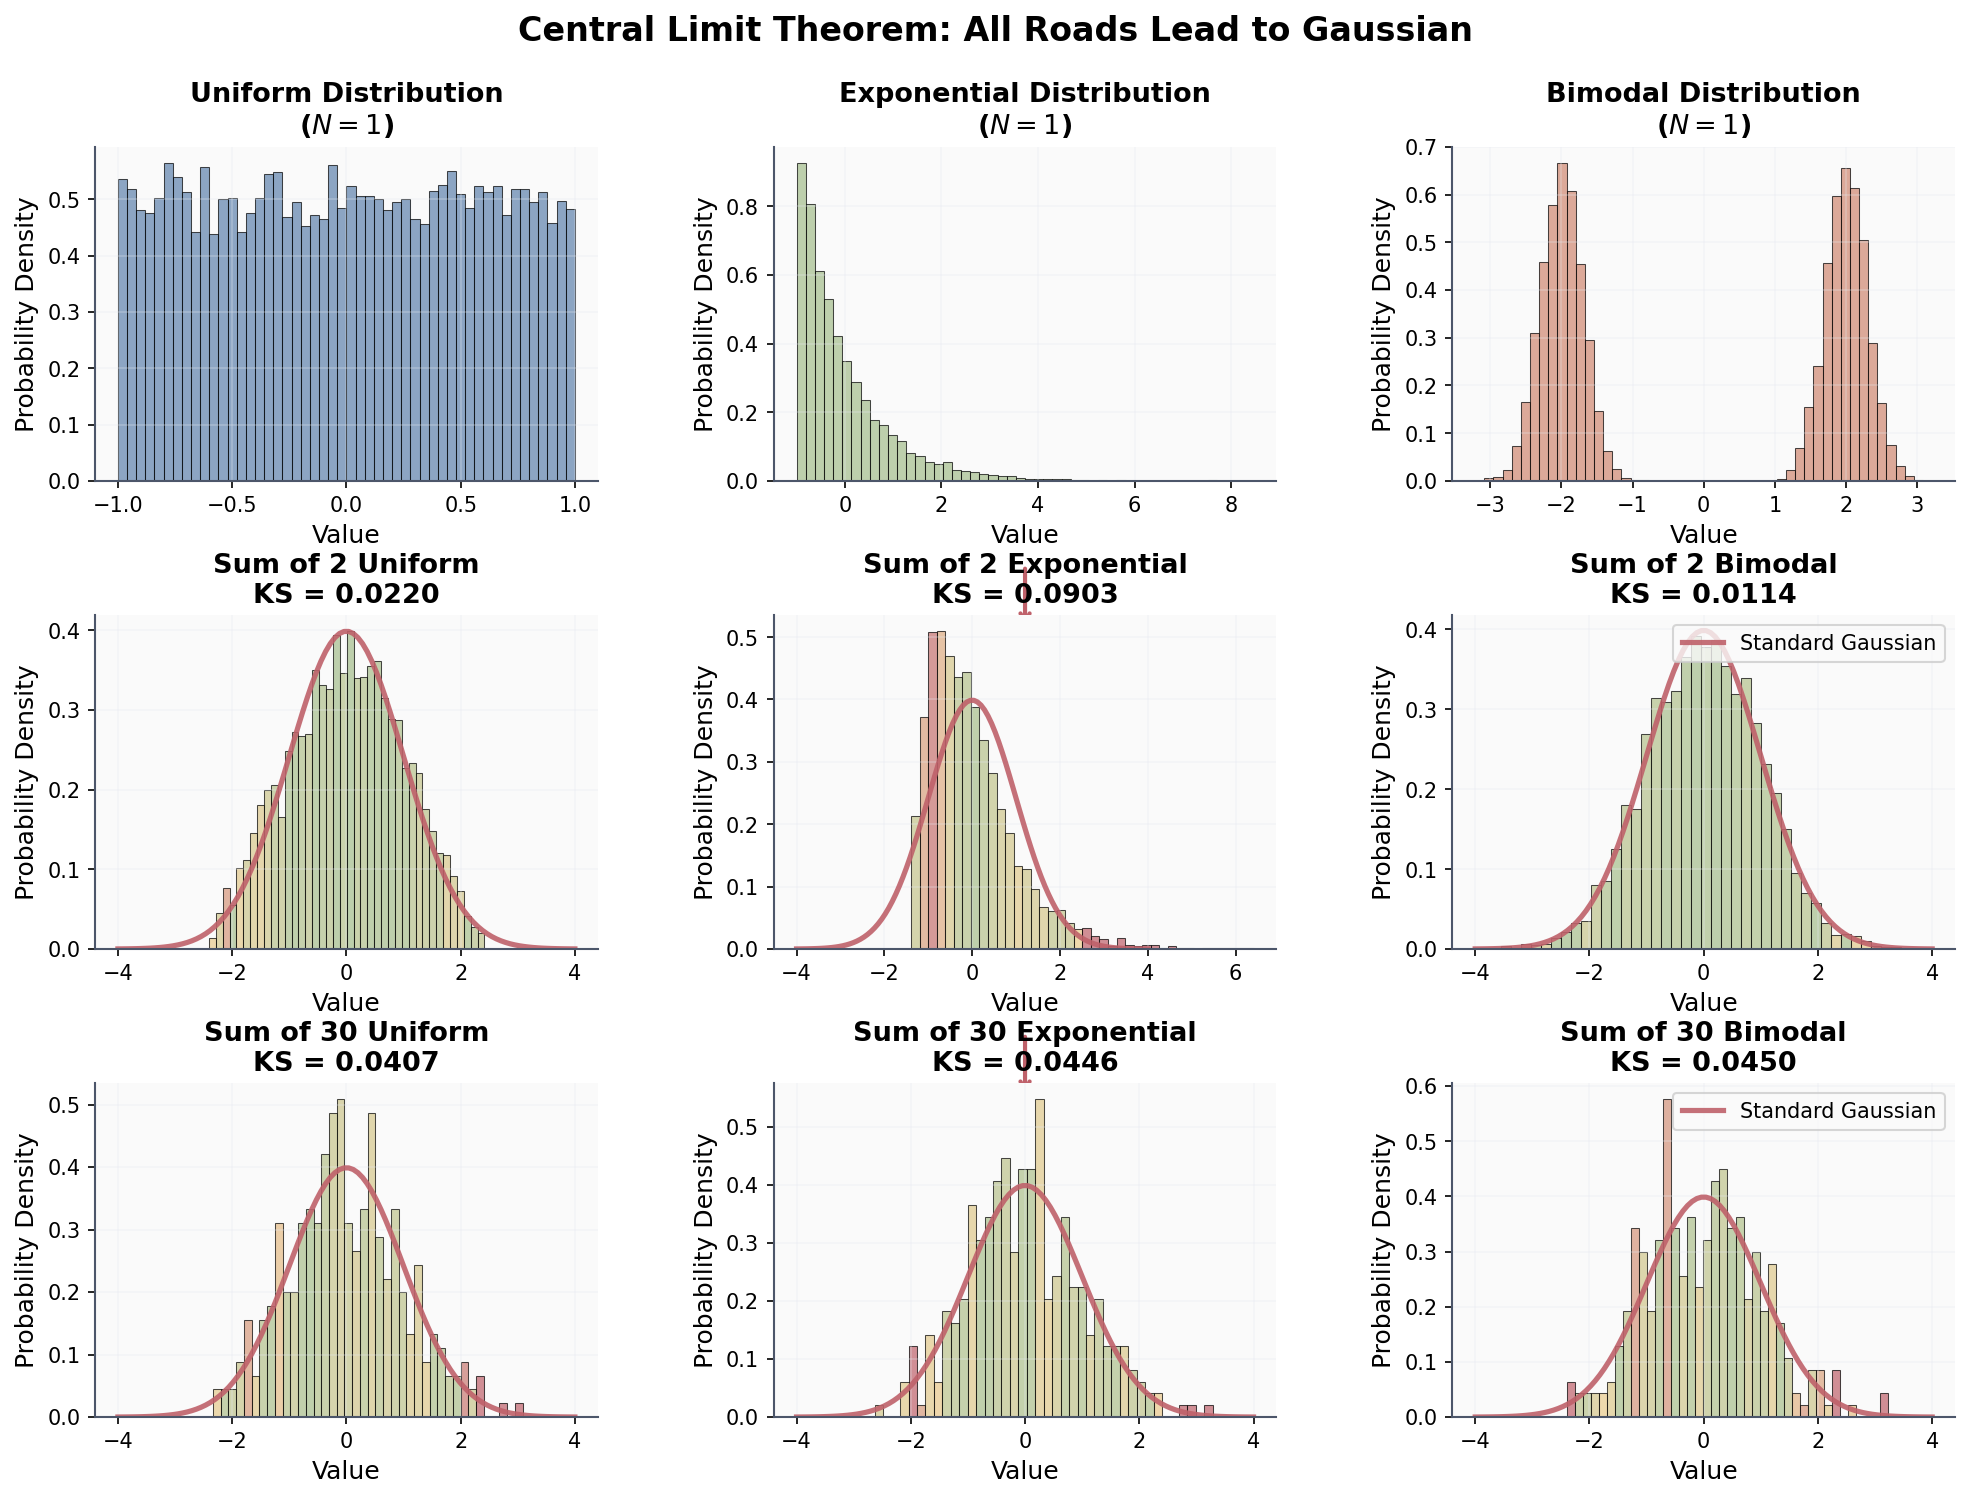 Central Limit Theorem: All Roads Lead to Gaussian
Uniform Distribution
(N = 1)
Probability Density
0.5
0.4
0.3
0.2
0.1
0.0
−1.0 −0.5 0.0 0.5 1.0
Value
Exponential Distribution
(N = 1)
Probability Density
0.8
0.6
0.4
0.2
0.0
0 2 4 6 8
Value
Bimodal Distribution
(N = 1)
Probability Density
0.7
0.6
0.5
0.4
0.3
0.2
0.1
0.0
−3 −2 −1 0 1 2 3
Value
Sum of 2 Uniform
KS = 0.0220
Probability Density
0.4
0.3
0.2
0.1
0.0
−4 −2 0 2 4
Value
Sum of 2 Exponential
KS = 0.0903
Probability Density
0.5
0.4
0.3
0.2
0.1
0.0
−4 −2 0 2 4 6
Value
Sum of 2 Bimodal
KS = 0.0114
Standard Gaussian
Probability Density
0.4
0.3
0.2
0.1
0.0
−4 −2 0 2 4
Value
Sum of 30 Uniform
KS = 0.0407
Probability Density
0.5
0.4
0.3
0.2
0.1
0.0
−4 −2 0 2 4
Value
Sum of 30 Exponential
KS = 0.0446
Probability Density
0.5
0.4
0.3
0.2
0.1
0.0
−4 −2 0 2 4
Value
Sum of 30 Bimodal
KS = 0.0450
Standard Gaussian
Probability Density
0.6
0.5
0.4
0.3
0.2
0.1
0.0
−4 −2 0 2 4
Value